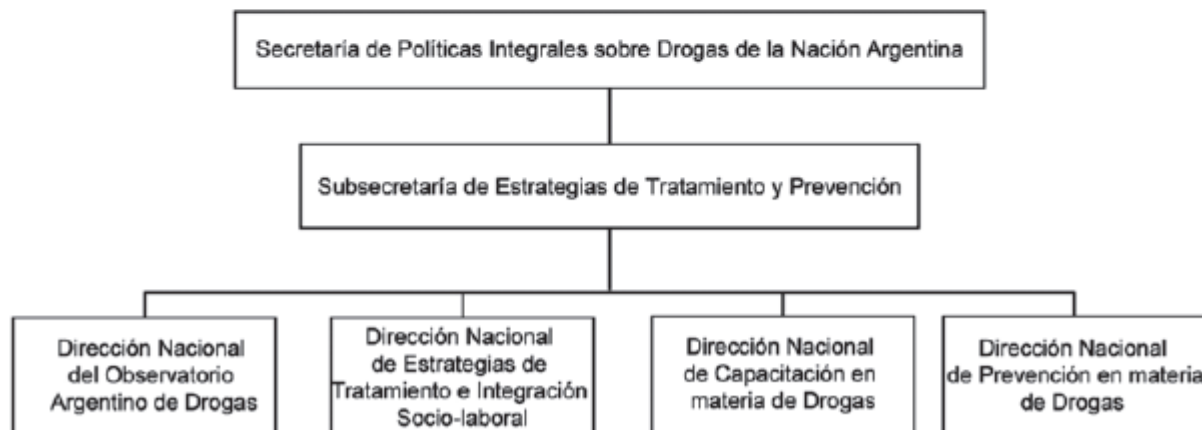 Secretaría de Políticas Integrales sobre Drogas de la Nación Argentina
Subsecretaría de Estrategias de Tratamiento y Prevención
Dirección Nacional
del Observatorio
Argentino de Drogas
Dirección Nacional
de Estrategias de
Tratamiento e Integración
Socio-laboral
Dirección Nacional
de Capacitación en
materia de Drogas
Dirección Nacional
de Prevención en materia
de Drogas